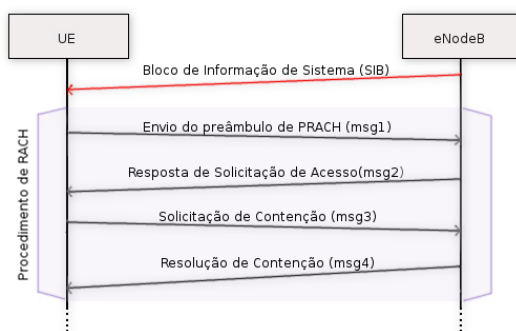 UE
eNodeB
Bloco de Informação de Sistema (SIB)
Envio do preâmbulo de PRACH (msg1)
Resposta de Solicitação de Acesso(msg2)
Solicitação de Contenção (msg3)
Resolução de Contenção (msg4)
Procedimento de RACH